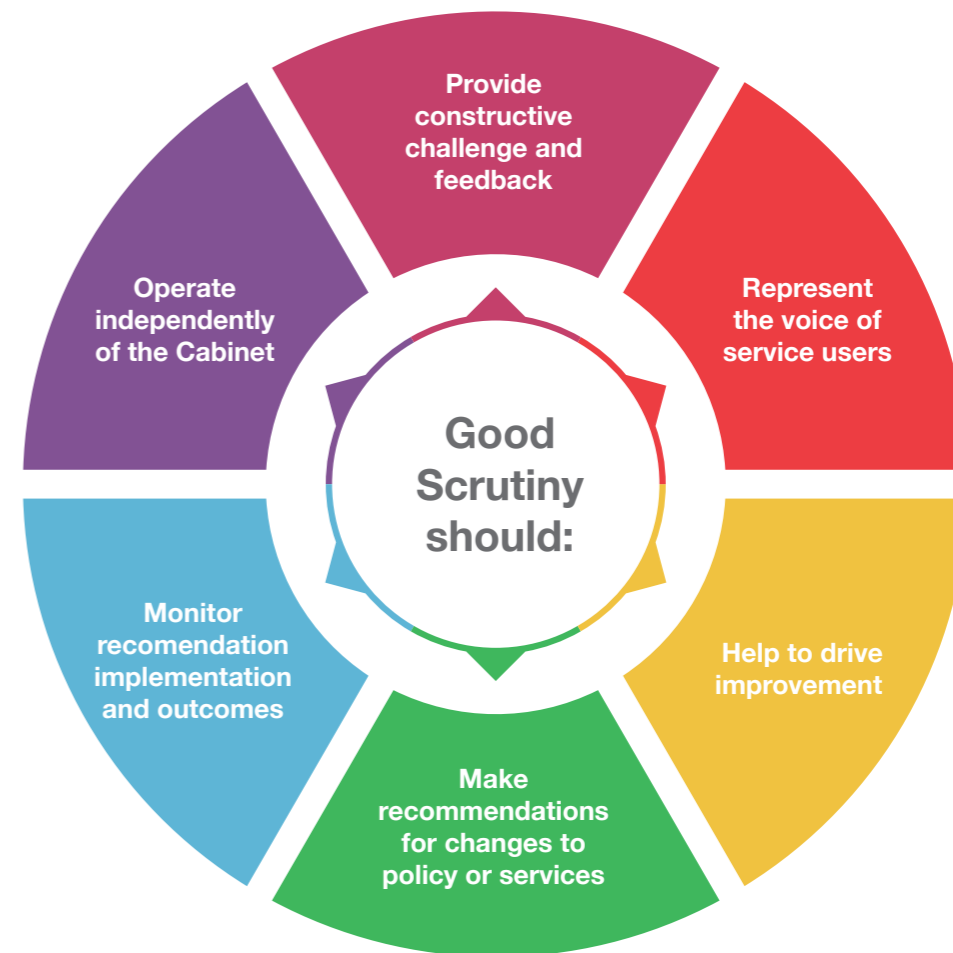 Good
Scrutiny
should:
Provide
constructive
challenge and
feedback
Represent
the voice of
service users
Help to drive
improvement
Make
recommendations
for changes to
policy or services
Monitor
recomendation
implementation
and outcomes
Operate
independently
of the Cabinet